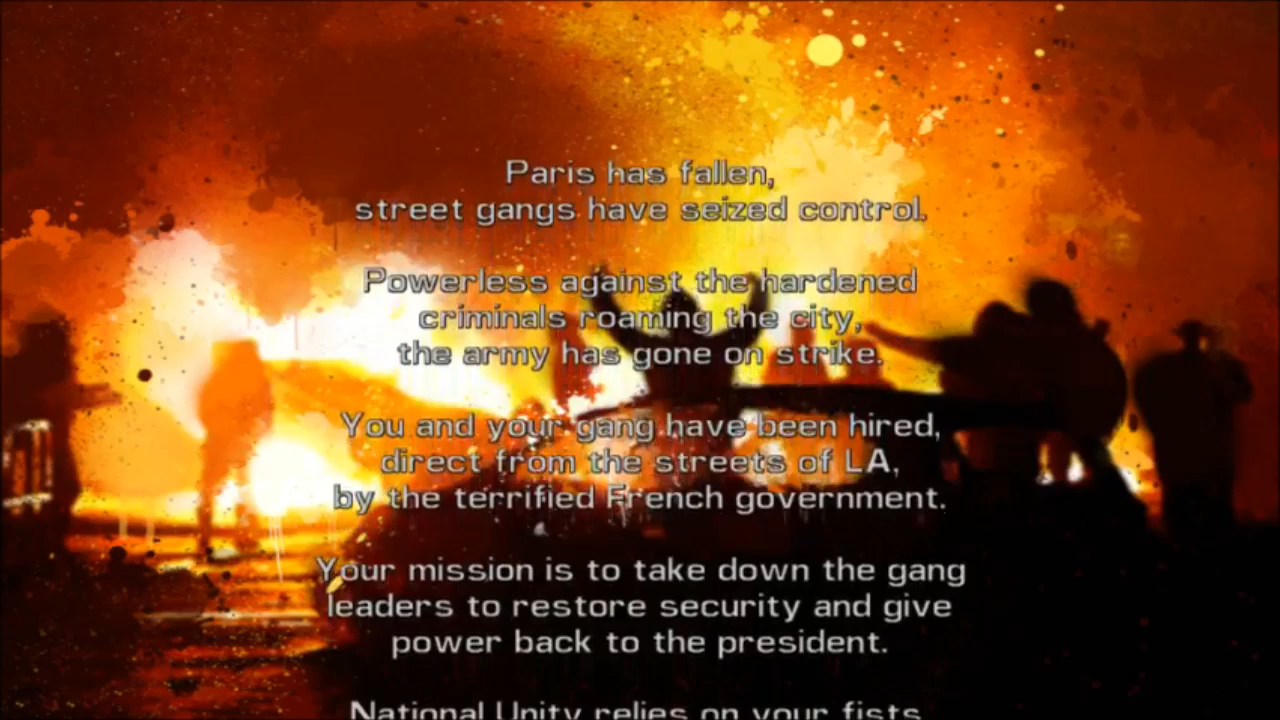 Paris has fallen,
street gangs have seized control.
Powerless against the hardened
criminals roaming the city,
the army has gone on strike.
You and your gang have been hired,
direct from the streets of LA,
by the terrified French government.
Your mission is to take down the gang
leaders to restore security and give
power back to the president.
National Unity relies on your fists